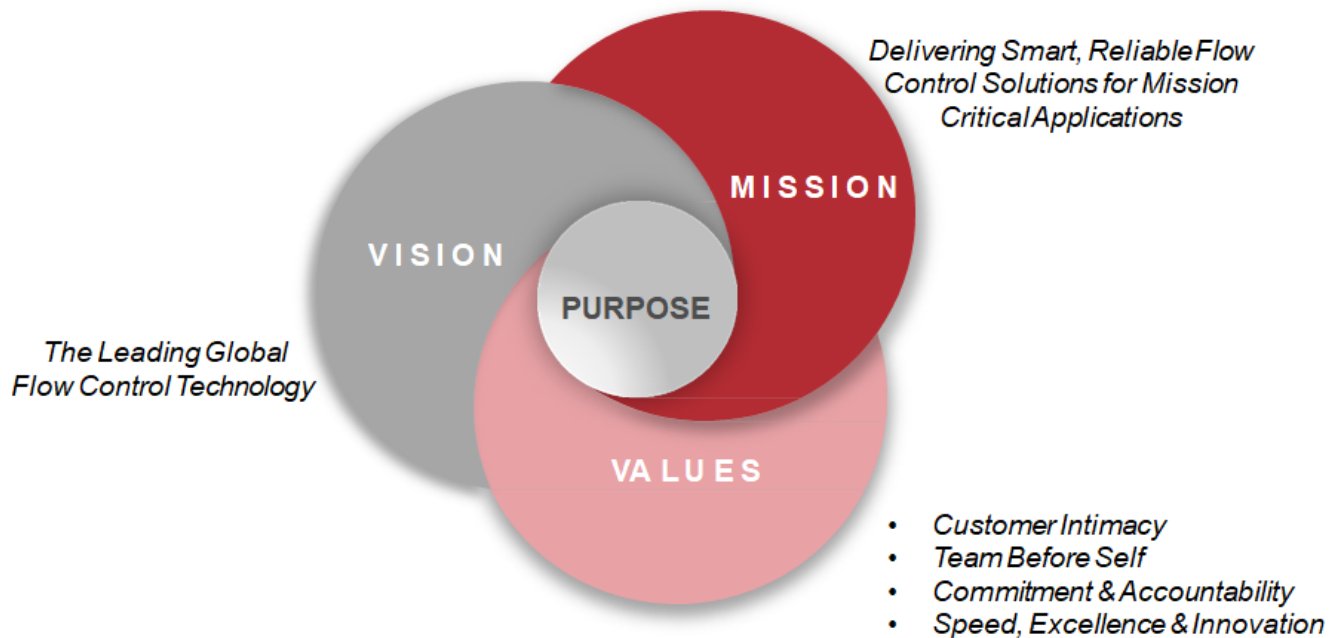 Delivering Smart, Reliable Flow
Control Solutions for Mission
Critical Applications
MISSION
VISION
PURPOSE
The Leading Global
Flow Control Technology
VALUES
• Customer Intimacy
• Team Before Self
• Commitment & Accountability
• Speed, Excellence & Innovation